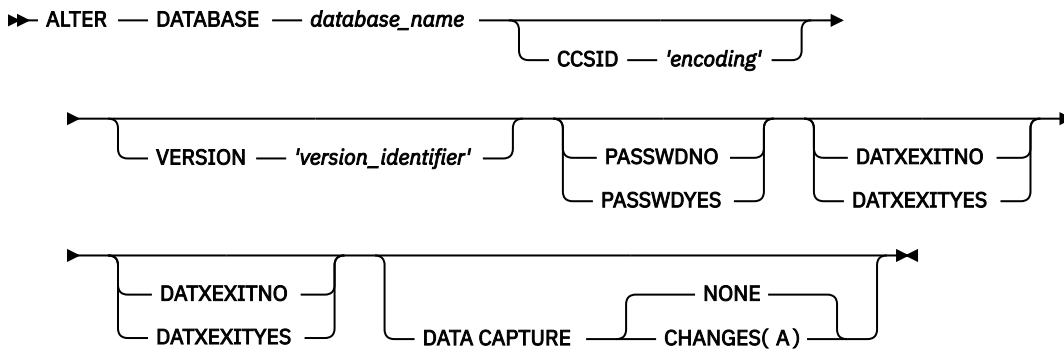 ALTER DATABASE database_name
CCSID 'encoding'
VERSION 'version_identifier'
PASSWDNO
PASSWDYES
DATXEXITNO
DATXEXITYES
DATXEXITNO
DATXEXITYES
DATA CAPTURE
NONE
CHANGES( A)